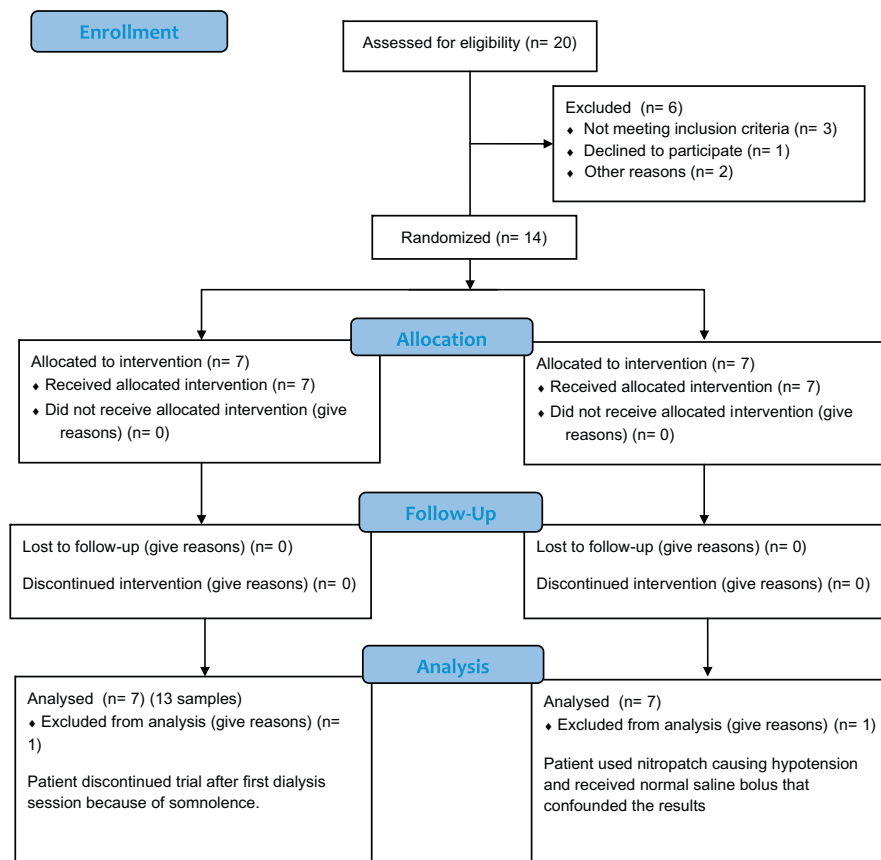 Enrollment
Assessed for eligibility (n= 20)
Excluded (n= 6)
♦ Not meeting inclusion criteria (n= 3)
♦ Declined to participate (n= 1)
♦ Other reasons (n= 2)
Randomized (n= 14)
Allocation
Allocated to intervention (n= 7)
♦ Received allocated intervention (n= 7)
♦ Did not receive allocated intervention (give
reasons) (n= 0)
Allocated to intervention (n= 7)
♦ Received allocated intervention (n= 7)
♦ Did not receive allocated intervention (give
reasons) (n= 0)
Follow-Up
Lost to follow-up (give reasons) (n= 0)
Discontinued intervention (give reasons) (n= 0)
Lost to follow-up (give reasons) (n= 0)
Discontinued intervention (give reasons) (n= 0)
Analysis
Analysed (n= 7) (13 samples)
♦ Excluded from analysis (give reasons) (n=
1)
Patient discontinued trial after first dialysis
session because of somnolence.
Analysed (n= 7)
♦ Excluded from analysis (give reasons) (n= 1)
Patient used nitropatch causing hypotension
and received normal saline bolus that
confounded the results